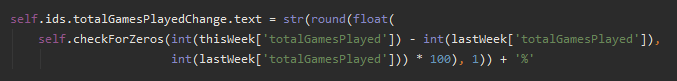 self.ids.totalGamesPlayedChange.text = str(round(float(
self.checkForZeros(int(thisWeek['totalGamesPlayed']) - int(lastWeek['totalGamesPlayed']),
int(lastWeek['totalGamesPlayed'])) * 100), 1)) + '%'